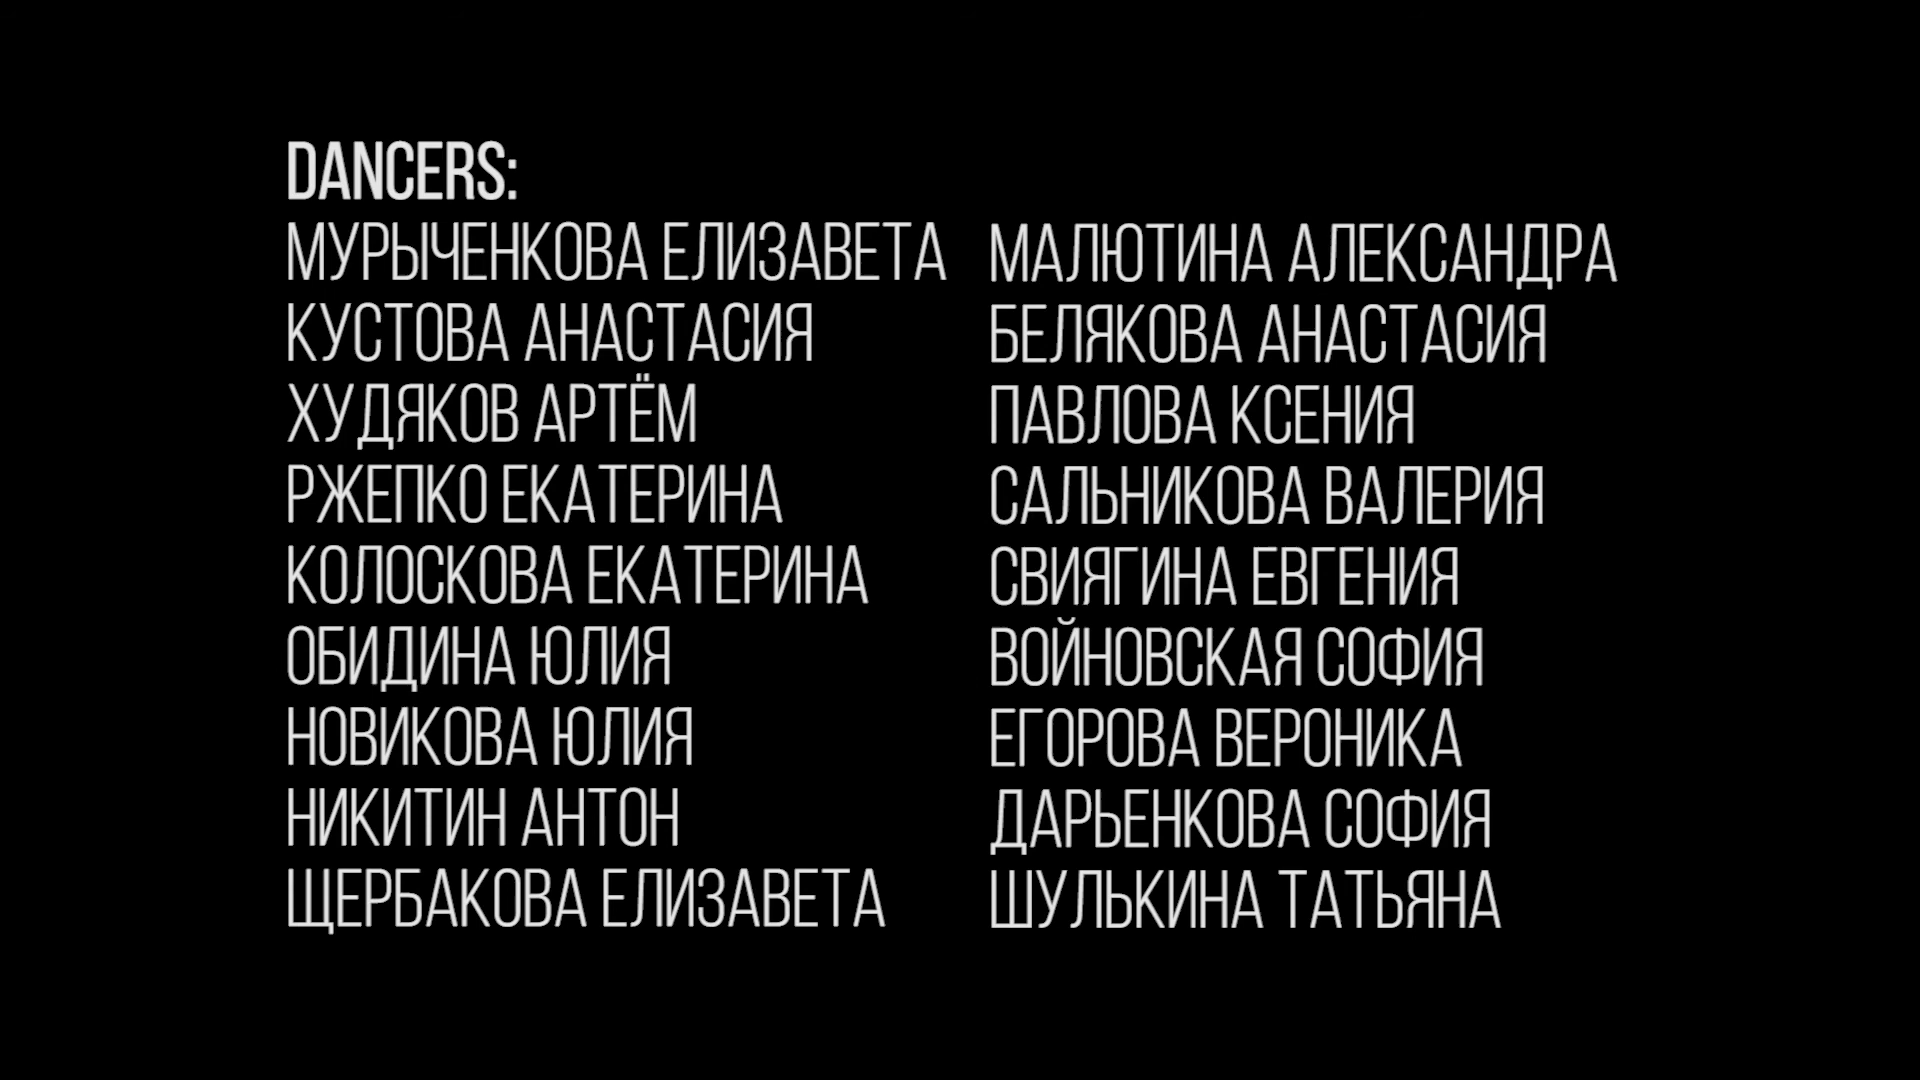 DANCERS:
МУРЫЧЕНКОВА ЕЛИЗАВЕТА
КУСТОВА АНАСТАСИЯ
ХУДЯКОВ АРТЁМ
РЖЕПКО ЕКАТЕРИНА
КОЛОСКОВА ЕКАТЕРИНА
ОБИДИНА ЮЛИЯ
НОВИКОВА ЮЛИЯ
НИКИТИН АНТОН
ЩЕРБАКОВА ЕЛИЗАВЕТА
МАЛЮТИНА АЛЕКСАНДРА
БЕЛЯКОВА АНАСТАСИЯ
ПАВЛОВА КСЕНИЯ
САЛЬНИКОВА ВАЛЕРИЯ
СВИЯГИНА ЕВГЕНИЯ
ВОЙНОВСКАЯ СОФИЯ
ЕГОРОВА ВЕРОНИКА
ДАРЬЕНКОВА СОФИЯ
ШУЛЬКИНА ТАТЬЯНА